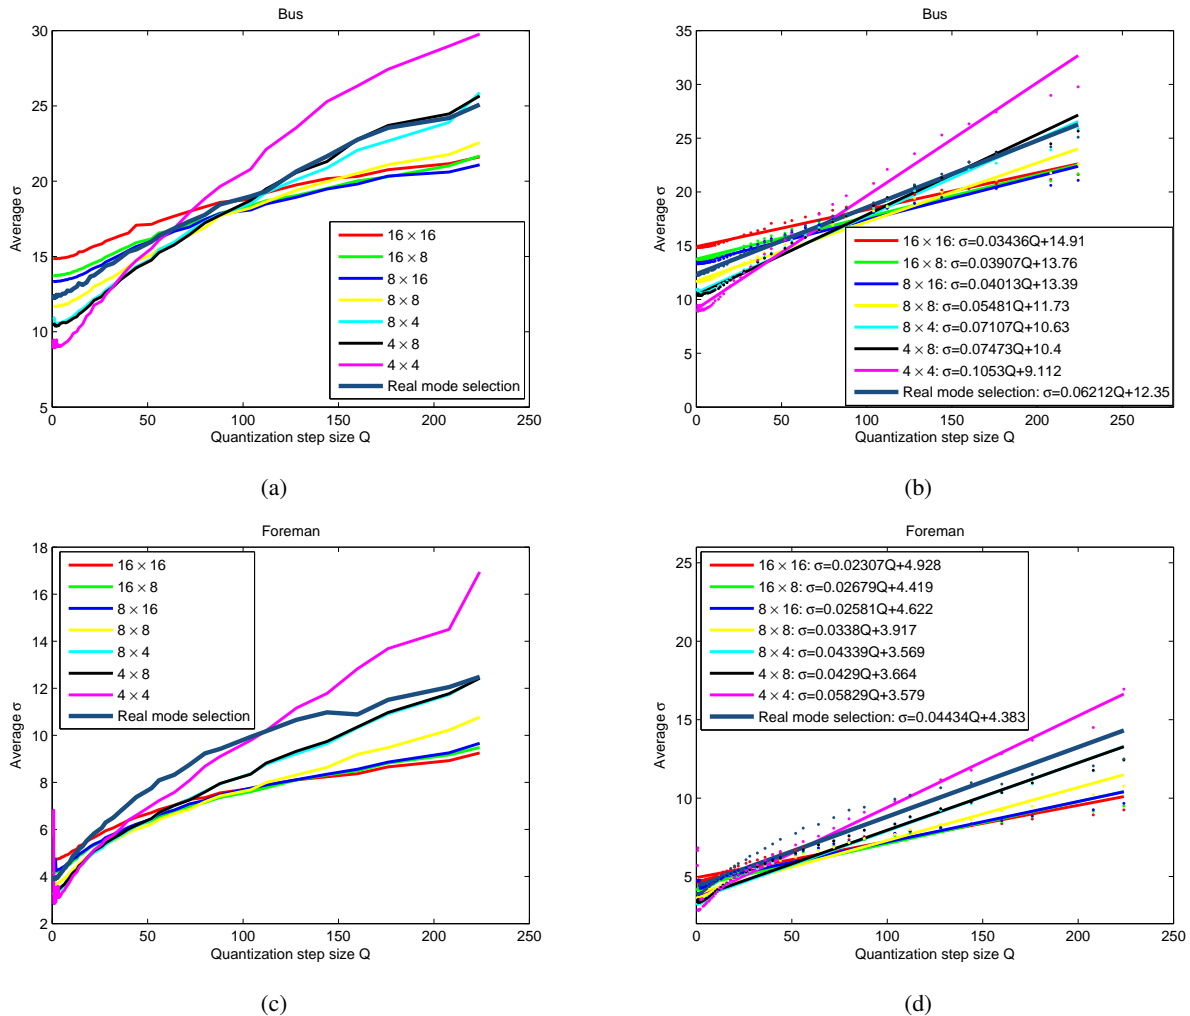 Bus
30
25
20
15
10
5
0
50
100
150
200
250
Average σ
Quantization step size Q
16 × 16
16 × 8
8 × 16
8 × 8
8 × 4
4 × 8
4 × 4
Real mode selection
(a)
Bus
35
30
25
20
15
10
5
0
0
50
100
150
200
250
Average σ
Quantization step size Q
16 × 16: σ=0.03436Q+14.91
16 × 8: σ=0.03907Q+13.76
8 × 16: σ=0.04013Q+13.39
8 × 8: σ=0.05481Q+11.73
8 × 4: σ=0.07107Q+10.63
4 × 8: σ=0.07473Q+10.4
4 × 4: σ=0.1053Q+9.112
Real mode selection: σ=0.06212Q+12.35
(b)
Foreman
18
16
14
12
10
8
6
4
2
0
50
100
150
200
250
Average σ
Quantization step size Q
16 × 16
16 × 8
8 × 16
8 × 8
8 × 4
4 × 8
4 × 4
Real mode selection
(c)
Foreman
25
20
15
10
5
0
50
100
150
200
250
Average σ
Quantization step size Q
16 × 16: σ=0.02307Q+4.928
16 × 8: σ=0.02679Q+4.419
8 × 16: σ=0.02581Q+4.622
8 × 8: σ=0.0338Q+3.917
8 × 4: σ=0.04339Q+3.569
4 × 8: σ=0.0429Q+3.664
4 × 4: σ=0.05829Q+3.579
Real mode selection: σ=0.04434Q+4.383
(d)